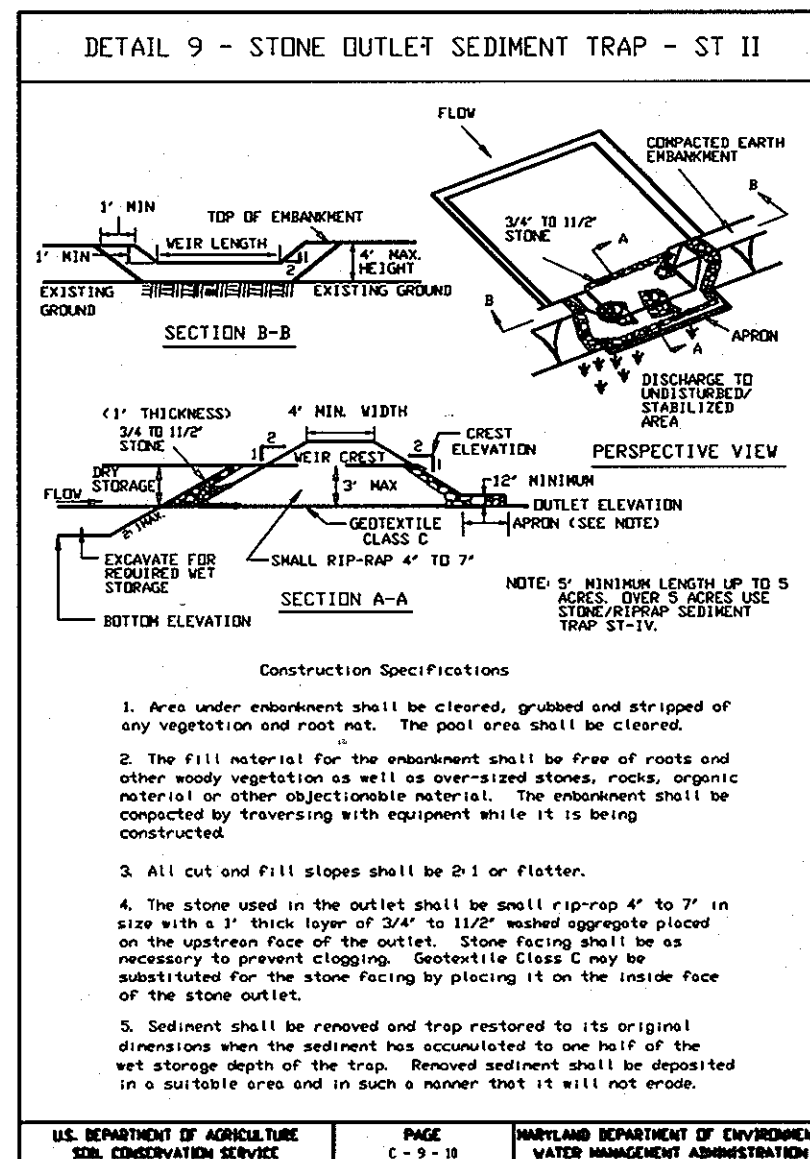 DETAIL 9 - STONE OUTLET SEDIMENT TRAP - ST II
FLOW
COMPACTED EARTH
EMBANKMENT
B
3/4" TO 11/2"
STONE
A
B
A
APRON
DISCHARGE TO
UNDISTURBED/
STABILIZED
AREA
PERSPECTIVE VIEW
1' MIN
TOP OF EMBANKMENT
WEIR LENGTH
1' MIN
1
2
4' MAX.
HEIGHT
EXISTING
GROUND
EXISTING GROUND
SECTION B-B
(1' THICKNESS)
3/4 TO 11/2"
STONE
4' MIN. WIDTH
2
1
WEIR CREST
2
1
CREST
ELEVATION
DRY
STORAGE
3' MAX
12" MINIMUM
FLOW
OUTLET ELEVATION
2:1 MAX.
GEOTEXTILE
CLASS C
APRON (SEE NOTE)
EXCAVATE FOR
REQUIRED WET
STORAGE
SMALL RIP-RAP 4" TO 7"
BOTTOM ELEVATION
SECTION A-A
NOTE: 5' MINIMUM LENGTH UP TO 5
ACRES. OVER 5 ACRES USE
STONE/RIPRAP SEDIMENT
TRAP ST-IV.
Construction Specifications
1. Area under embankment shall be cleared, grubbed and stripped of
any vegetation and root mat. The pool area shall be cleared.
2. The fill material for the embankment shall be free of roots and
other woody vegetation as well as over-sized stones, rocks, organic
material or other objectionable material. The embankment shall be
compacted by traversing with equipment while it is being
constructed.
3. All cut and fill slopes shall be 2:1 or flatter.
4. The stone used in the outlet shall be small rip-rap 4" to 7" in
size with a 1' thick layer of 3/4" to 11/2" washed aggregate placed
on the upstream face of the outlet. Stone facing shall be as
necessary to prevent clogging. Geotextile Class C may be
substituted for the stone facing by placing it on the inside face
of the stone outlet.
5. Sediment shall be removed and trap restored to its original
dimensions when the sediment has accumulated to one half of the
wet storage depth of the trap. Removed sediment shall be deposited
in a suitable area and in such a manner that it will not erode.
U.S. DEPARTMENT OF AGRICULTURE
SOIL CONSERVATION SERVICE
PAGE
C - 9 - 10
MARYLAND DEPARTMENT OF ENVIRONMEN
WATER MANAGEMENT ADMINISTRATION